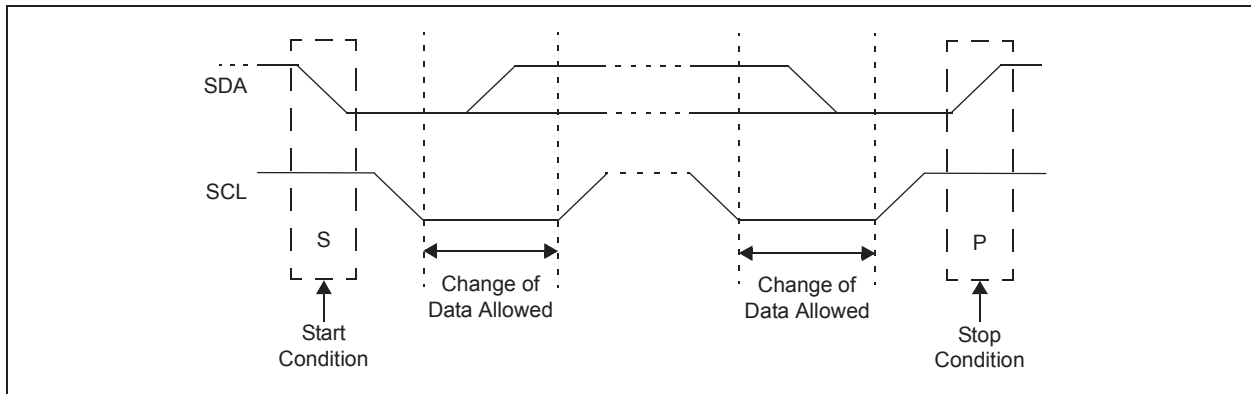 SDA
SCL
S
P
Change of
Data Allowed
Change of
Data Allowed
Start
Condition
Stop
Condition